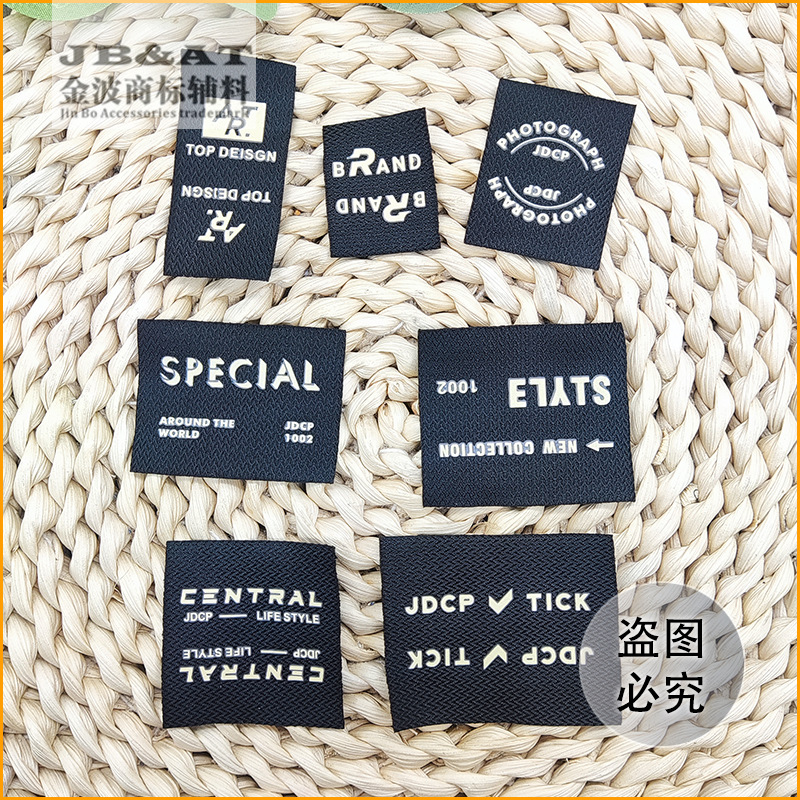 JB&AT
金波商标辅料
Jin Bo Accessories trademart
R.
TOP DEISGN
TOP DEISGN
R.
BRAND
BRAND
PHOTOGRAPH
JDCP
JDCP
PHOTOGRAPH
SPECIAL
AROUND THE
WORLD
JDCP
1002
STYLE
1002
NEW COLLECTION
CENTRAL
JDCP — LIFE STYLE
JDCP — LIFE STYLE
CENTRAL
JDCP ✓ TICK
JDCP ✓ TICK
盗图
必究